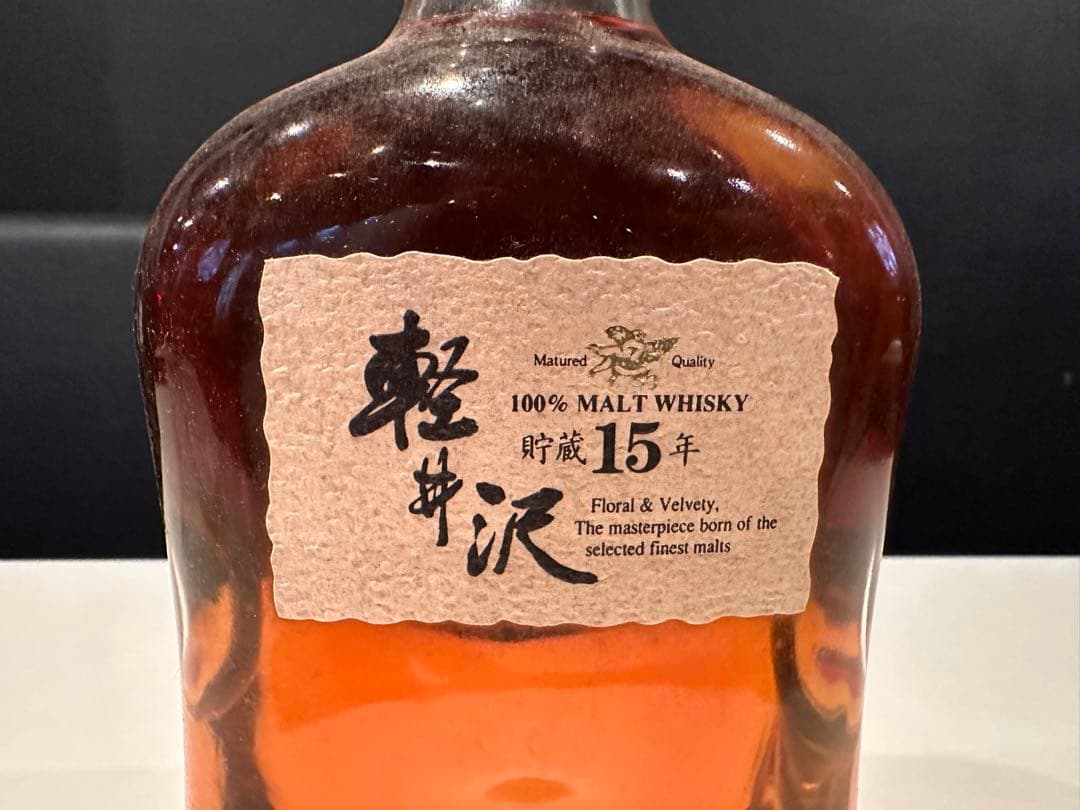 軽井沢
Matured Quality
100% MALT WHISKY
貯蔵15年
Floral & Velvety,
The masterpiece born of the
selected finest malts